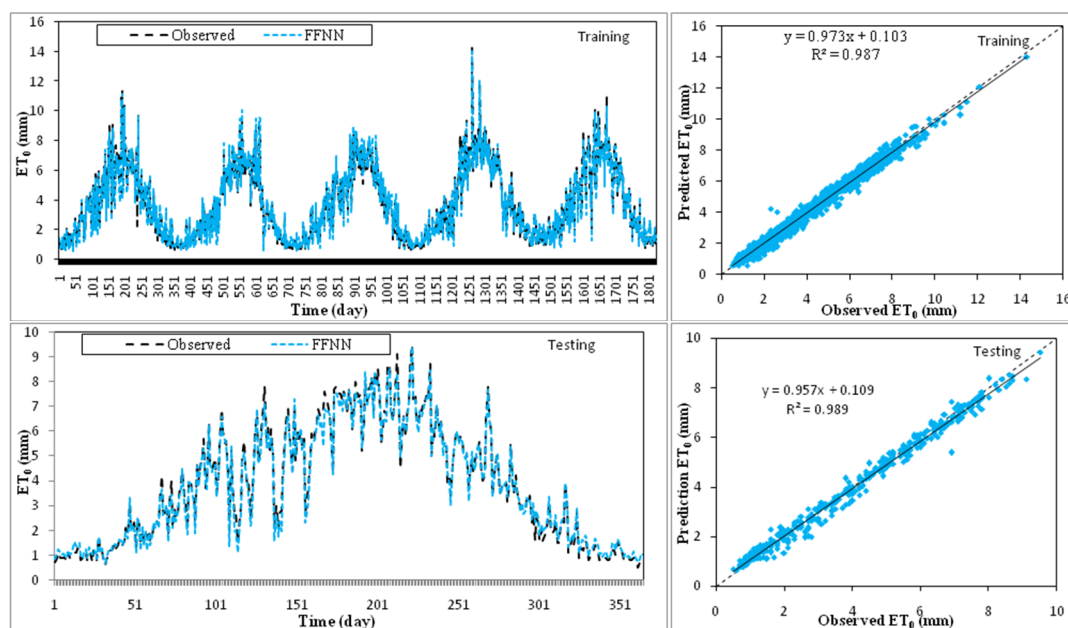 Observed FFNN Training
ET0 (mm)
16
14
12
10
8
6
4
2
0
1 51 101 151 201 251 301 351 401 451 501 551 601 651 701 751 801 851 901 951 1001 1051 1101 1151 1201 1251 1301 1351 1401 1451 1501 1551 1601 1651 1701 1751 1801
Time (day)
y = 0.973x + 0.103
R² = 0.987
Training
Predicted ET0 (mm)
16
14
12
10
8
6
4
2
0
0 2 4 6 8 10 12 14 16
Observed ET0 (mm)
Observed FFNN Testing
ET0 (mm)
10
9
8
7
6
5
4
3
2
1
0
1 51 101 151 201 251 301 351
Time (day)
Testing
y = 0.957x + 0.109
R² = 0.989
Prediction ET0 (mm)
10
8
6
4
2
0
0 2 4 6 8 10
Observed ET0 (mm)